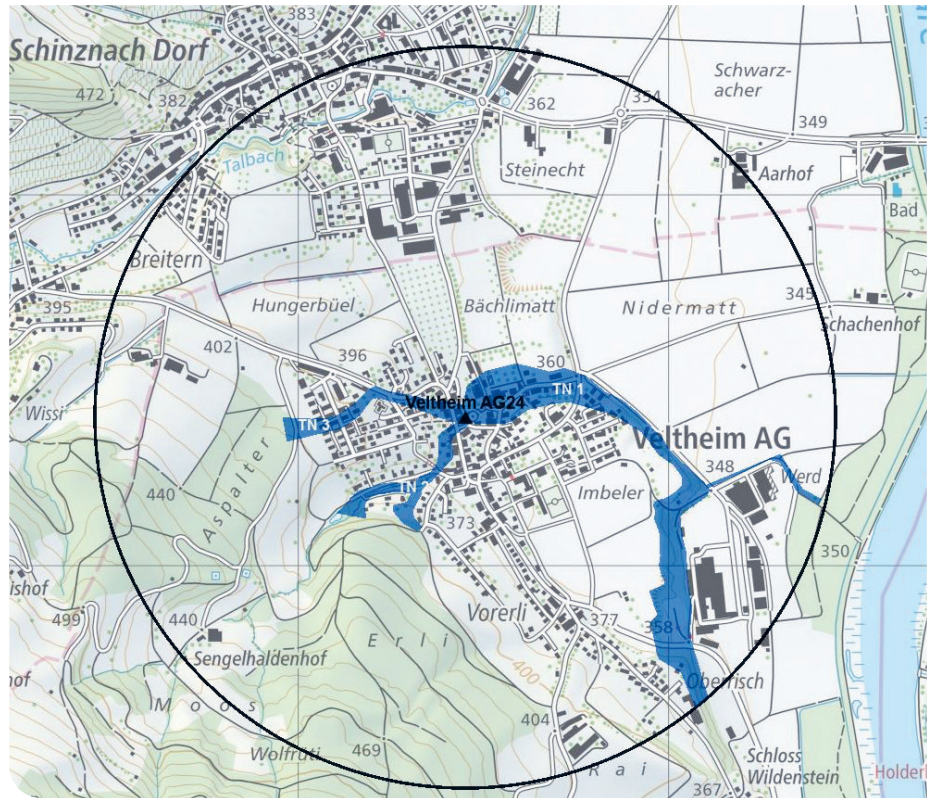 383
Schinznach Dorf
472
382
362
354
Schwarz-
acher
349
Talbach
Steinecht
Aarhof
Bad
Breitern
395
Hungerbüel
Bächlimatt
Nidermatt
345
Schachenhof
402
396
360
Veltheim AG24
TN 1
Wissi
TN 3
Veltheim AG
440
Aspalter
TN 2
Imbeler
348
Werd
373
350
ishof
499
440
Vorerli
377
358
Sengelhaldenhof
Erli
400
Oberrisch
hof
Moos
404
Wolfrüti
469
Rai
Schloss
Wildenstein
367
Holder